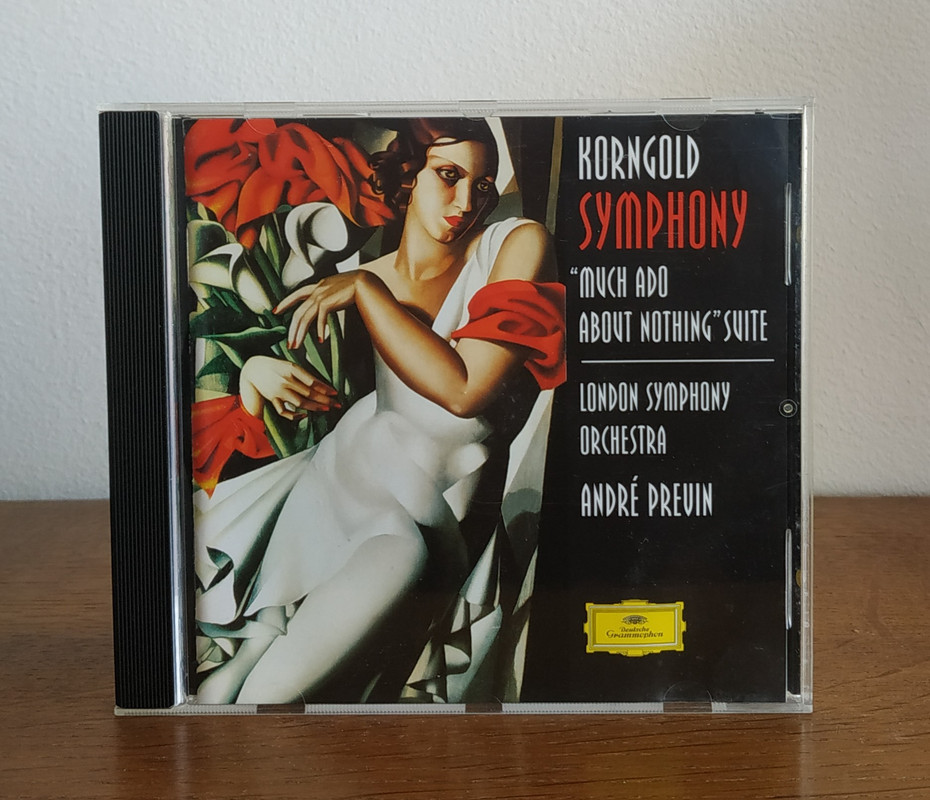 KORNGOLD
SYMPHONY
“MUCH ADO
ABOUT NOTHING” SUITE
LONDON SYMPHONY
ORCHESTRA
ANDRÉ PREVIN
Deutsche
Grammophon